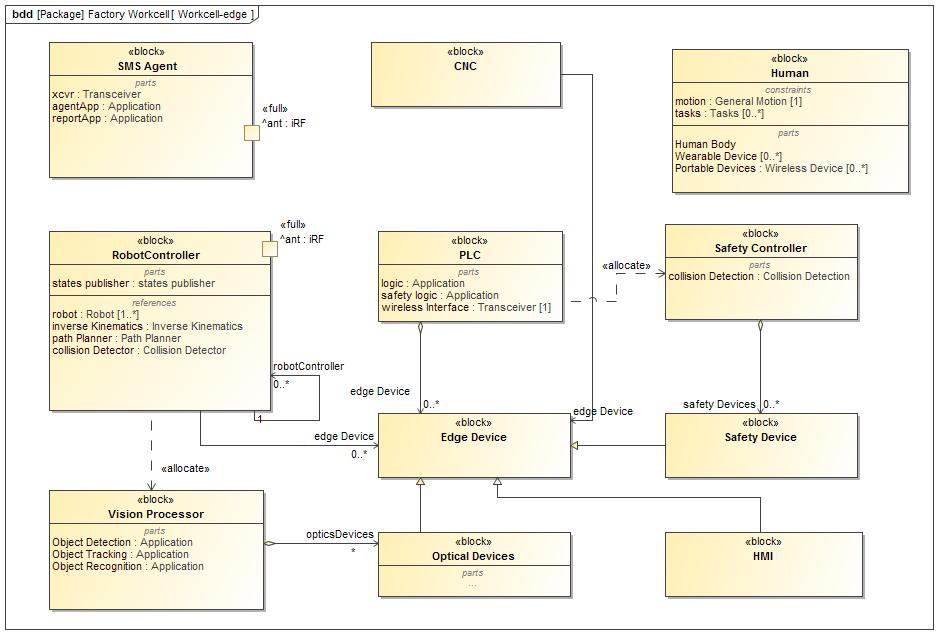 bdd [Package] Factory Workcell[ Workcell-edge ]
«block»
SMS Agent
parts
xcvr : Transceiver
agentApp : Application
reportApp : Application
«full»
^ant : iRF
«block»
CNC
«block»
Human
constraints
motion : General Motion [1]
tasks : Tasks [0..*]
parts
Human Body
Wearable Device [0..*]
Portable Devices : Wireless Device [0..*]
«full»
^ant : iRF
«block»
RobotController
parts
states publisher : states publisher
references
robot : Robot [1..*]
inverse Kinematics : Inverse Kinematics
path Planner : Path Planner
collision Detector : Collision Detector
«block»
PLC
parts
logic : Application
safety logic : Application
wireless Interface : Transceiver [1]
«allocate»
«block»
Safety Controller
parts
collision Detection : Collision Detection
robotController
0..*
1
edge Device
0..*
edge Device
0..*
edge Device
safety Devices
0..*
«block»
Edge Device
«block»
Safety Device
«allocate»
«block»
Vision Processor
parts
Object Detection : Application
Object Tracking : Application
Object Recognition : Application
opticsDevices
*
«block»
Optical Devices
parts
...
«block»
HMI